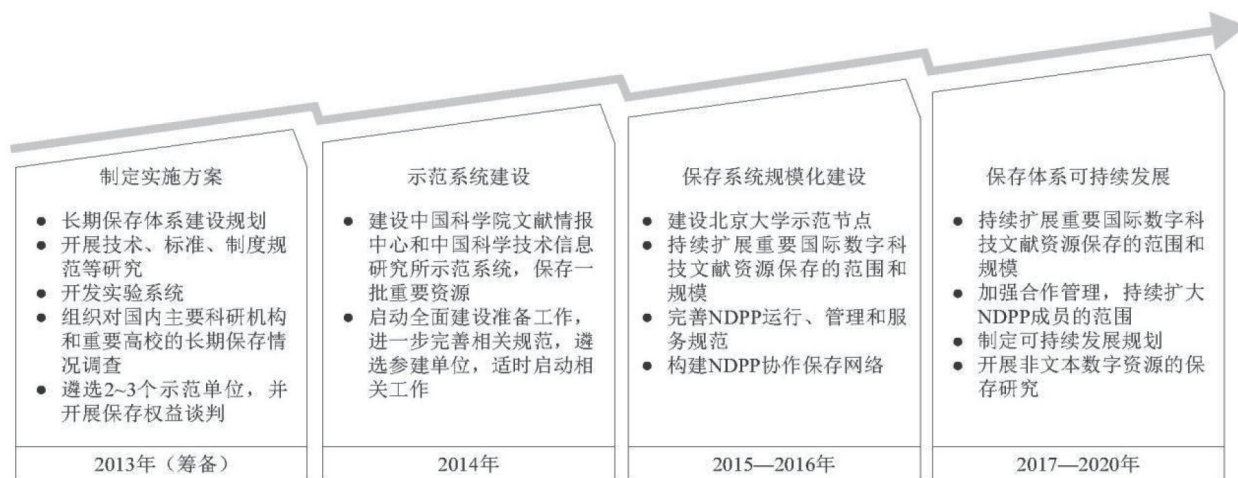 制定实施方案
● 长期保存体系建设规划
● 开展技术、标准、制度规
范等研究
● 开发实验系统
● 组织对国内主要科研机构
和重要高校的长期保存情
况调查
● 遴选2~3个示范单位，并
开展保存权益谈判
2013年（筹备）
示范系统建设
● 建设中国科学院文献情报
中心和中国科学技术信息
研究所示范系统，保存一
批重要资源
● 启动全面建设准备工作，
进一步完善相关规范，遴
选参建单位，适时启动相
关工作
2014年
保存系统规模化建设
● 建设北京大学示范节点
● 持续扩展重要国际数字科
技文献资源保存的范围和
规模
● 完善NDPP运行、管理和服
务规范
● 构建NDPP协作保存网络
2015—2016年
保存体系可持续发展
● 持续扩展重要国际数字科
技文献资源保存的范围和
规模
● 加强合作管理，持续扩大
NDPP成员的范围
● 制定可持续发展规划
● 开展非文本数字资源的保
存研究
2017—2020年